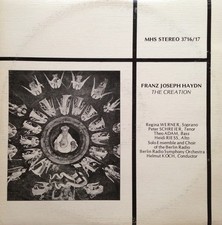 MHS STEREO 3716/17
FRANZ JOSEPH HAYDN
THE CREATION
Regina WERNER, Soprano
Peter SCHREIER, Tenor
Theo ADAM, Bass
Heidi RIESS, Alto
Solo Ensemble and Choir
of the Berlin Radio
Berlin Radio Symphony Orchestra
Helmut KOCH, Conductor